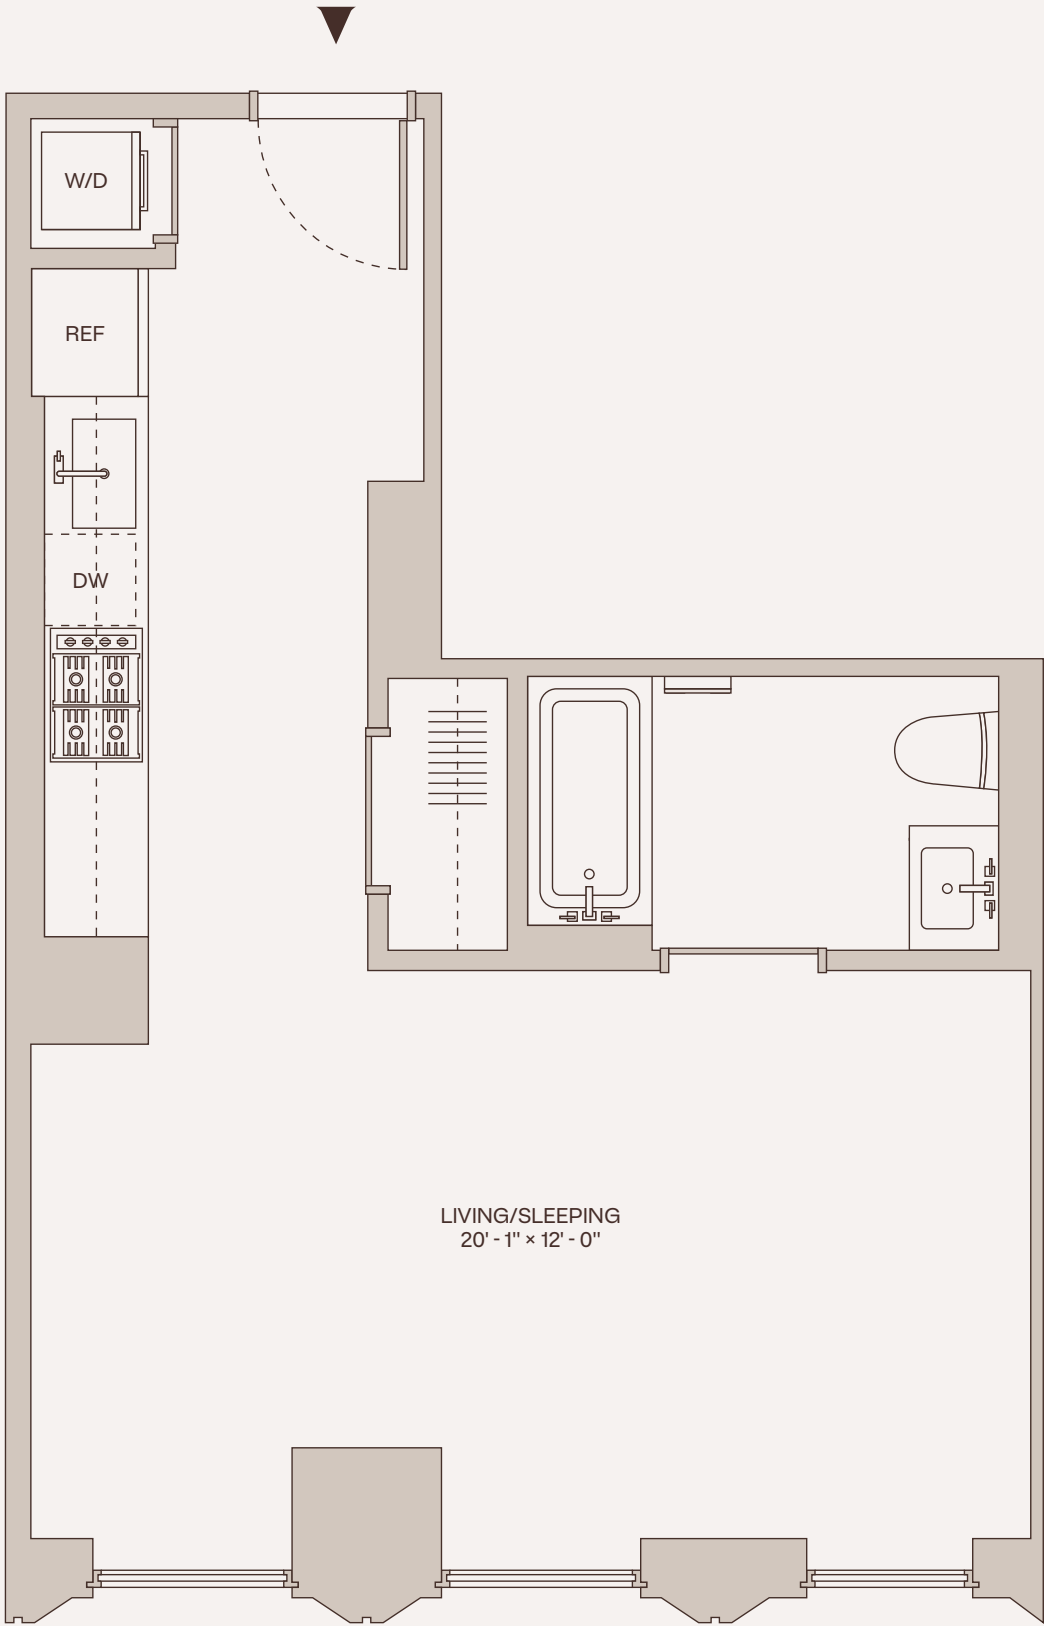 W/D
REF
DW
LIVING/SLEEPING
20' - 1" × 12' - 0"